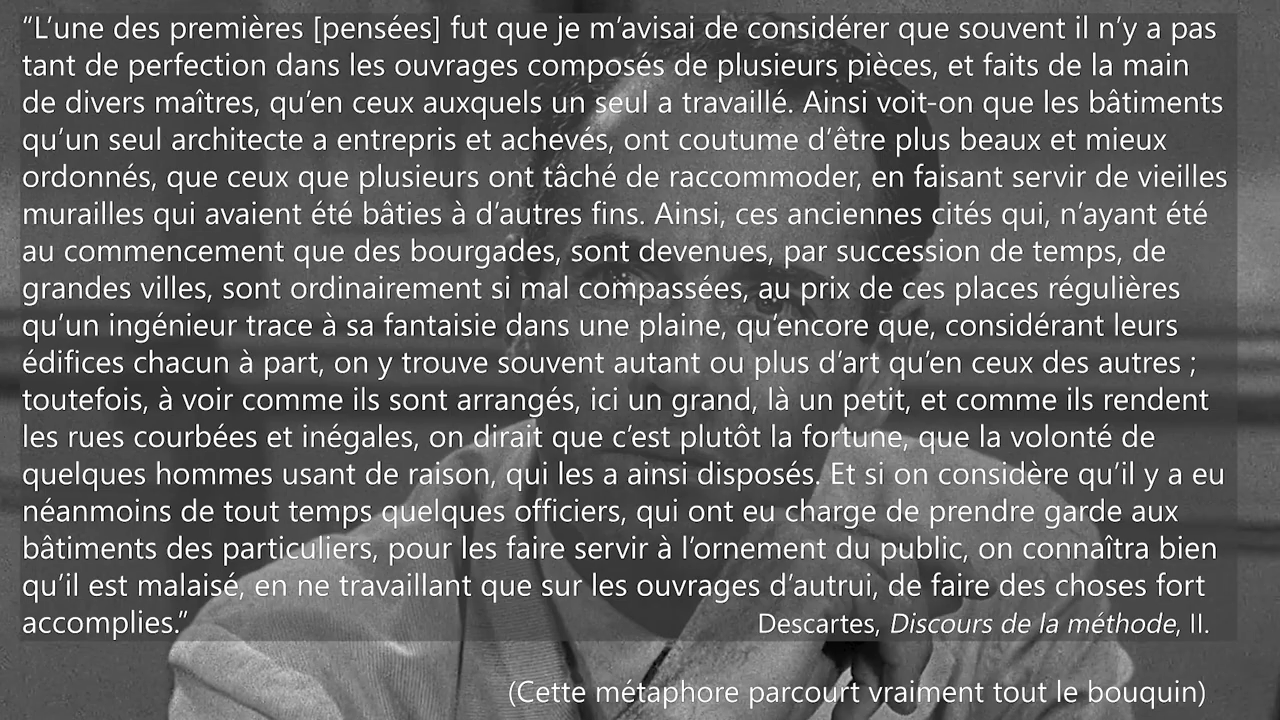 “L’une des premières [pensées] fut que je m’avisai de considérer que souvent il n’y a pas
tant de perfection dans les ouvrages composés de plusieurs pièces, et faits de la main
de divers maîtres, qu’en ceux auxquels un seul a travaillé. Ainsi voit-on que les bâtiments
qu’un seul architecte a entrepris et achevés, ont coutume d’être plus beaux et mieux
ordonnés, que ceux que plusieurs ont tâché de raccommoder, en faisant servir de vieilles
murailles qui avaient été bâties à d’autres fins. Ainsi, ces anciennes cités qui, n’ayant été
au commencement que des bourgades, sont devenues, par succession de temps, de
grandes villes, sont ordinairement si mal compassées, au prix de ces places régulières
qu’un ingénieur trace à sa fantaisie dans une plaine, qu’encore que, considérant leurs
édifices chacun à part, on y trouve souvent autant ou plus d’art qu’en ceux des autres ;
toutefois, à voir comme ils sont arrangés, ici un grand, là un petit, et comme ils rendent
les rues courbées et inégales, on dirait que c’est plutôt la fortune, que la volonté de
quelques hommes usant de raison, qui les a ainsi disposés. Et si on considère qu’il y a eu
néanmoins de tout temps quelques officiers, qui ont eu charge de prendre garde aux
bâtiments des particuliers, pour les faire servir à l’ornement du public, on connaîtra bien
qu’il est malaisé, en ne travaillant que sur les ouvrages d’autrui, de faire des choses fort
accomplies.”
Descartes, Discours de la méthode, II.
(Cette métaphore parcourt vraiment tout le bouquin)